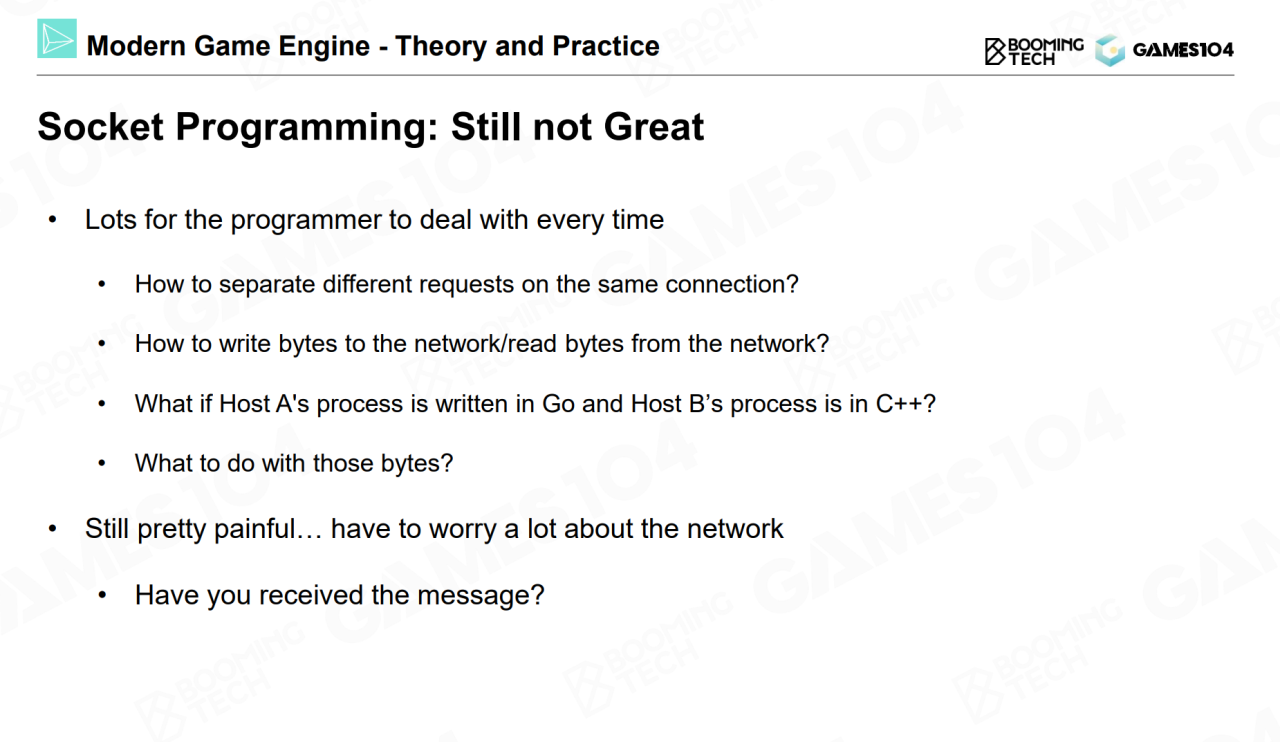 Modern Game Engine - Theory and Practice
BOOMING
TECH
GAMES104
Socket Programming: Still not Great
• Lots for the programmer to deal with every time
• How to separate different requests on the same connection?
• How to write bytes to the network/read bytes from the network?
• What if Host A's process is written in Go and Host B’s process is in C++?
• What to do with those bytes?
• Still pretty painful… have to worry a lot about the network
• Have you received the message?